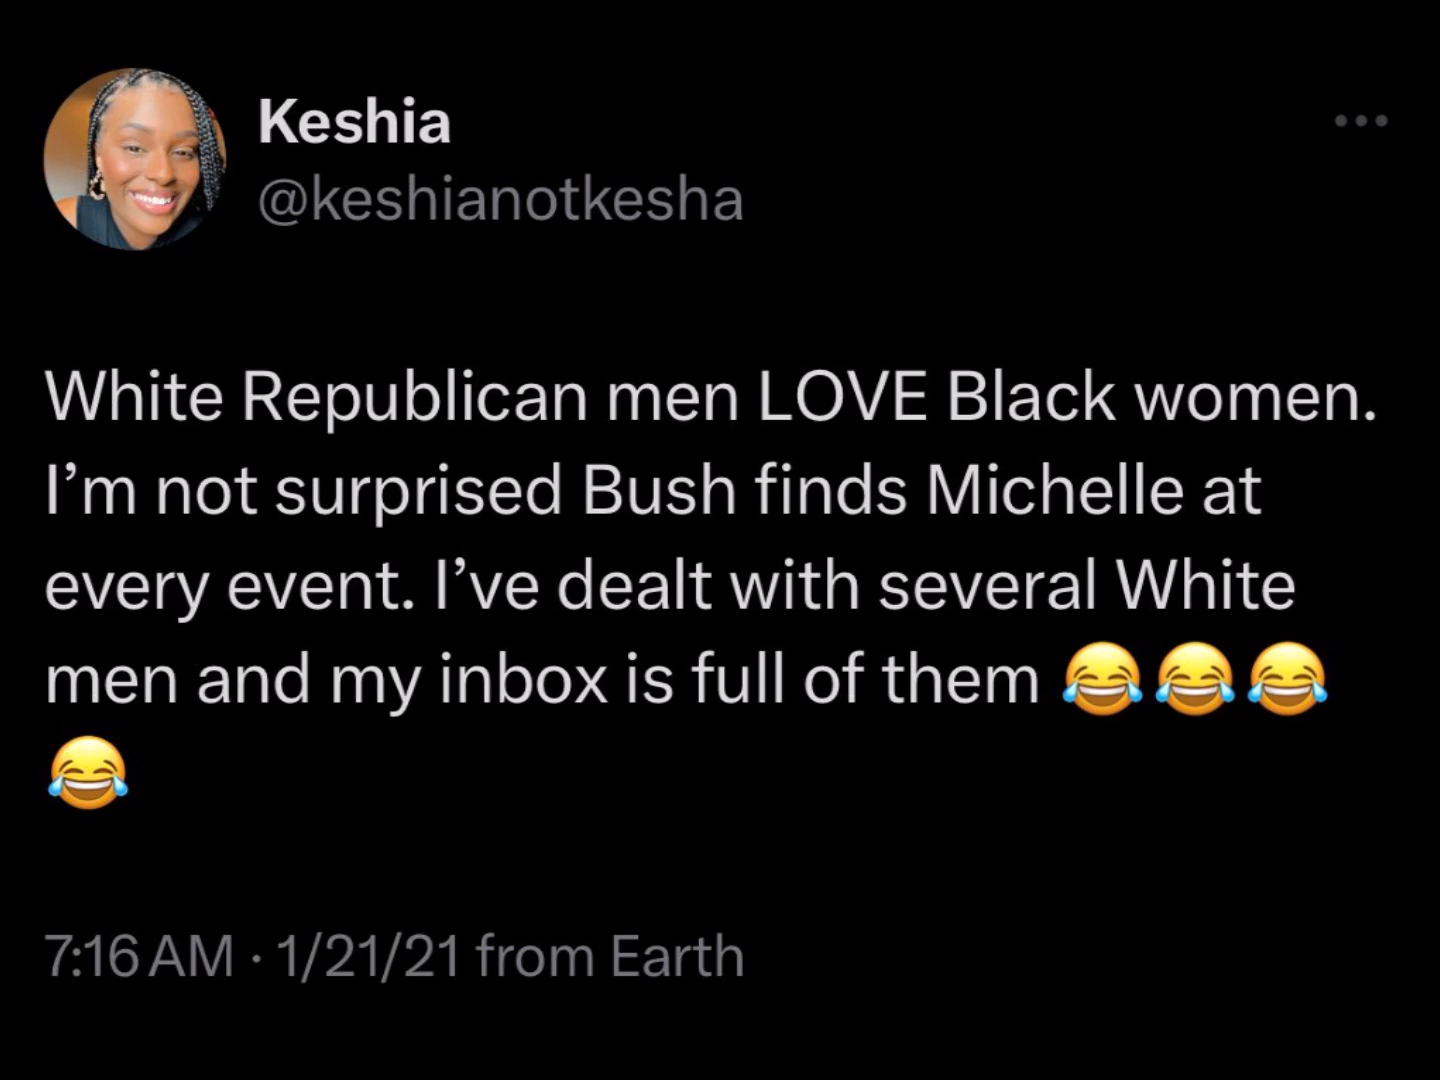 Keshia
@keshianotkesha
White Republican men LOVE Black women.
I’m not surprised Bush finds Michelle at
every event. I’ve dealt with several White
men and my inbox is full of them 😂😂😂
😂
7:16 AM · 1/21/21 from Earth